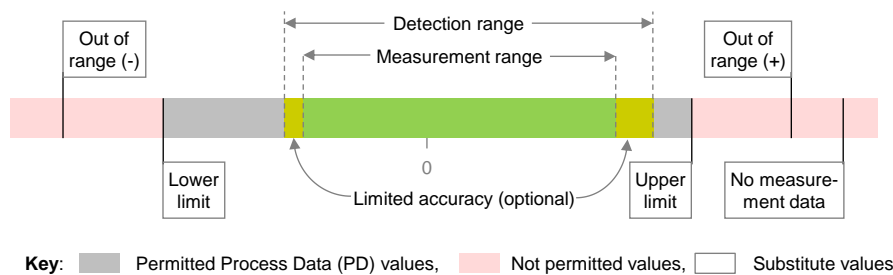 Detection range
Out of
range (-)
Measurement range
Out of
range (+)
0
Lower
limit
Limited accuracy (optional)
Upper
limit
No measure-
ment data
Key: Permitted Process Data (PD) values, Not permitted values, Substitute values